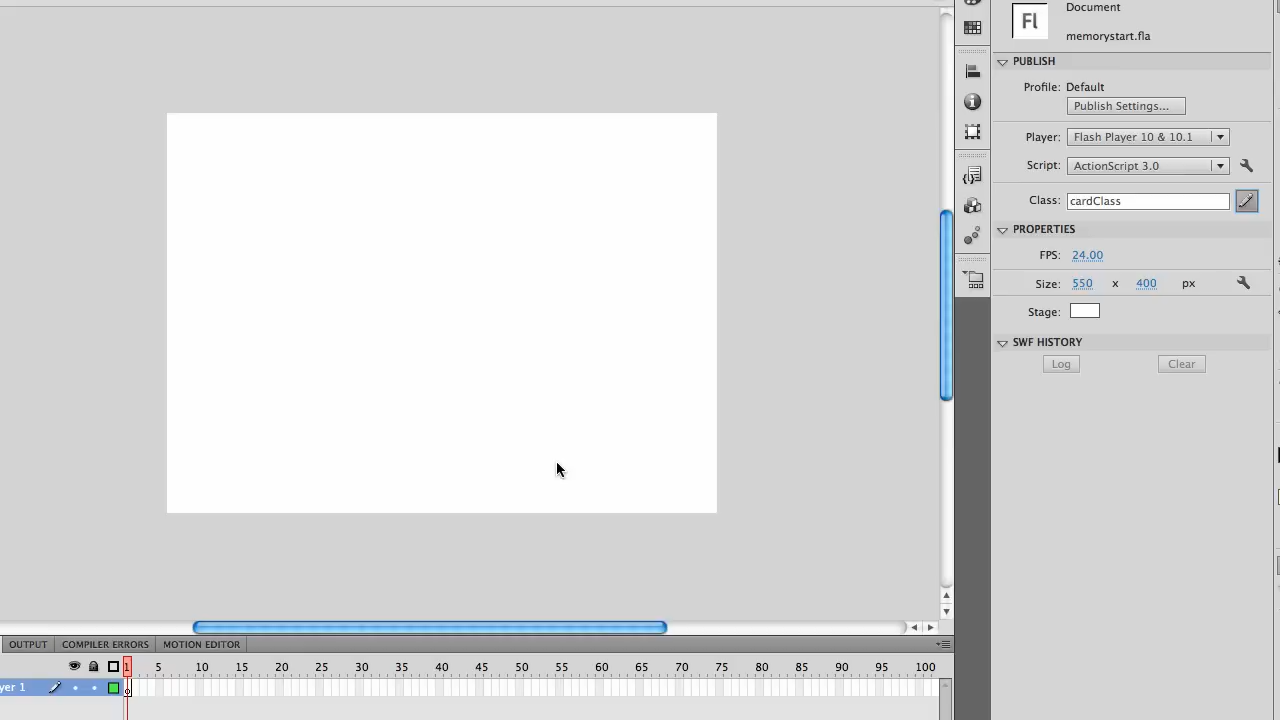 Fl
Document
memorystart.fla
PUBLISH
Profile: Default
Publish Settings...
Player: Flash Player 10 & 10.1
Script: ActionScript 3.0
Class: cardClass
PROPERTIES
FPS: 24.00
Size: 550 x 400 px
Stage:
SWF HISTORY
Log Clear
OUTPUT COMPILER ERRORS MOTION EDITOR
1 5 10 15 20 25 30 35 40 45 50 55 60 65 70 75 80 85 90 95 100
yer 1